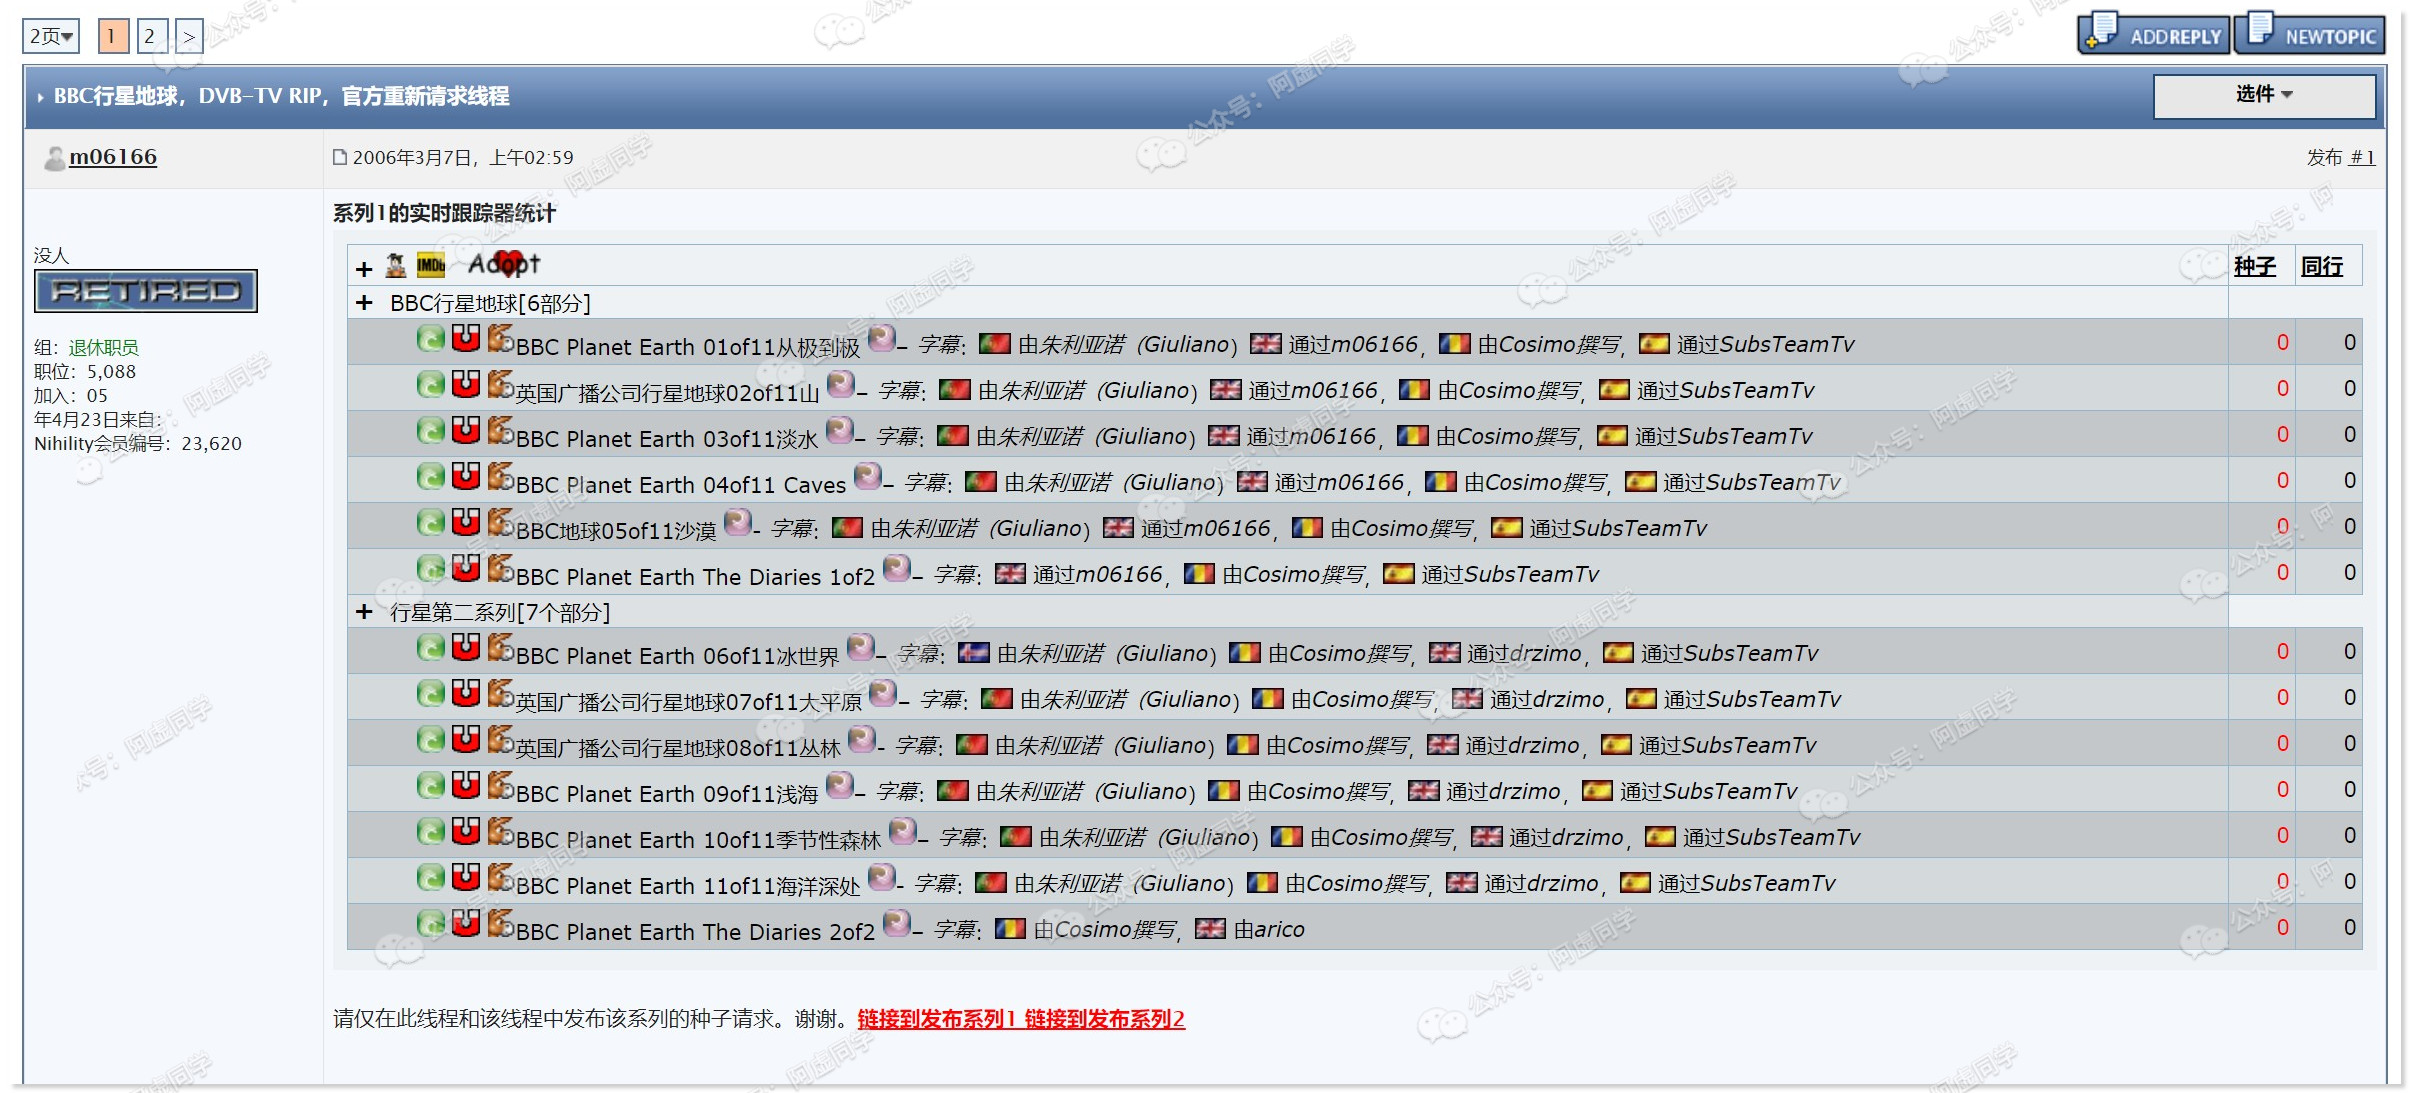 2页 1 2 >
ADDREPLY NEWTOPIC
BBC行星地球，DVB-TV RIP，官方重新请求线程 选件
m06166 2006年3月7日，上午02:59 发布 #1
系列1的实时跟踪器统计
没人
RETIRED
组：退休职员
职位：5,088
加入：05
年4月23日来自：
Nihility会员编号：23,620
+ IMDb Adopt 种子 同行
+ BBC行星地球[6部分]
BBC Planet Earth 01of11从极到极 - 字幕： 由朱利亚诺（Giuliano） 通过m06166， 由Cosimo撰写， 通过SubsTeamTv 0 0
英国广播公司行星地球02of11山 - 字幕： 由朱利亚诺（Giuliano） 通过m06166， 由Cosimo撰写， 通过SubsTeamTv 0 0
BBC Planet Earth 03of11淡水 - 字幕： 由朱利亚诺（Giuliano） 通过m06166， 由Cosimo撰写， 通过SubsTeamTv 0 0
BBC Planet Earth 04of11 Caves - 字幕： 由朱利亚诺（Giuliano） 通过m06166， 由Cosimo撰写， 通过SubsTeamTv 0 0
BBC地球05of11沙漠 - 字幕： 由朱利亚诺（Giuliano） 通过m06166， 由Cosimo撰写， 通过SubsTeamTv 0 0
BBC Planet Earth The Diaries 1of2 - 字幕： 通过m06166， 由Cosimo撰写， 通过SubsTeamTv 0 0
+ 行星第二系列[7个部分]
BBC Planet Earth 06of11冰世界 - 字幕： 由朱利亚诺（Giuliano） 由Cosimo撰写， 通过drzimo， 通过SubsTeamTv 0 0
英国广播公司行星地球07of11大平原 - 字幕： 由朱利亚诺（Giuliano） 由Cosimo撰写， 通过drzimo， 通过SubsTeamTv 0 0
英国广播公司行星地球08of11丛林 - 字幕： 由朱利亚诺（Giuliano） 由Cosimo撰写， 通过drzimo， 通过SubsTeamTv 0 0
BBC Planet Earth 09of11浅海 - 字幕： 由朱利亚诺（Giuliano） 由Cosimo撰写， 通过drzimo， 通过SubsTeamTv 0 0
BBC Planet Earth 10of11季节性森林 - 字幕： 由朱利亚诺（Giuliano） 由Cosimo撰写， 通过drzimo， 通过SubsTeamTv 0 0
BBC Planet Earth 11of11海洋深处 - 字幕： 由朱利亚诺（Giuliano） 由Cosimo撰写， 通过drzimo， 通过SubsTeamTv 0 0
BBC Planet Earth The Diaries 2of2 - 字幕： 由Cosimo撰写， 由arico 0 0
请仅在此线程和该线程中发布该系列的种子请求。谢谢。链接到发布系列1 链接到发布系列2
公众号：阿虚同学